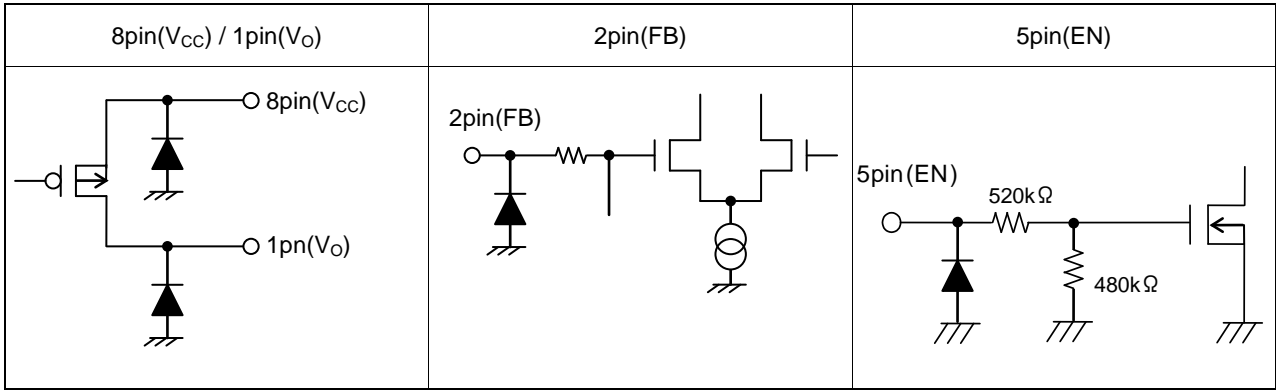 8pin(VCC) / 1pin(VO)
2pin(FB)
5pin(EN)
8pin(VCC)
1pn(VO)
2pin(FB)
5pin(EN)
520kΩ
480kΩ